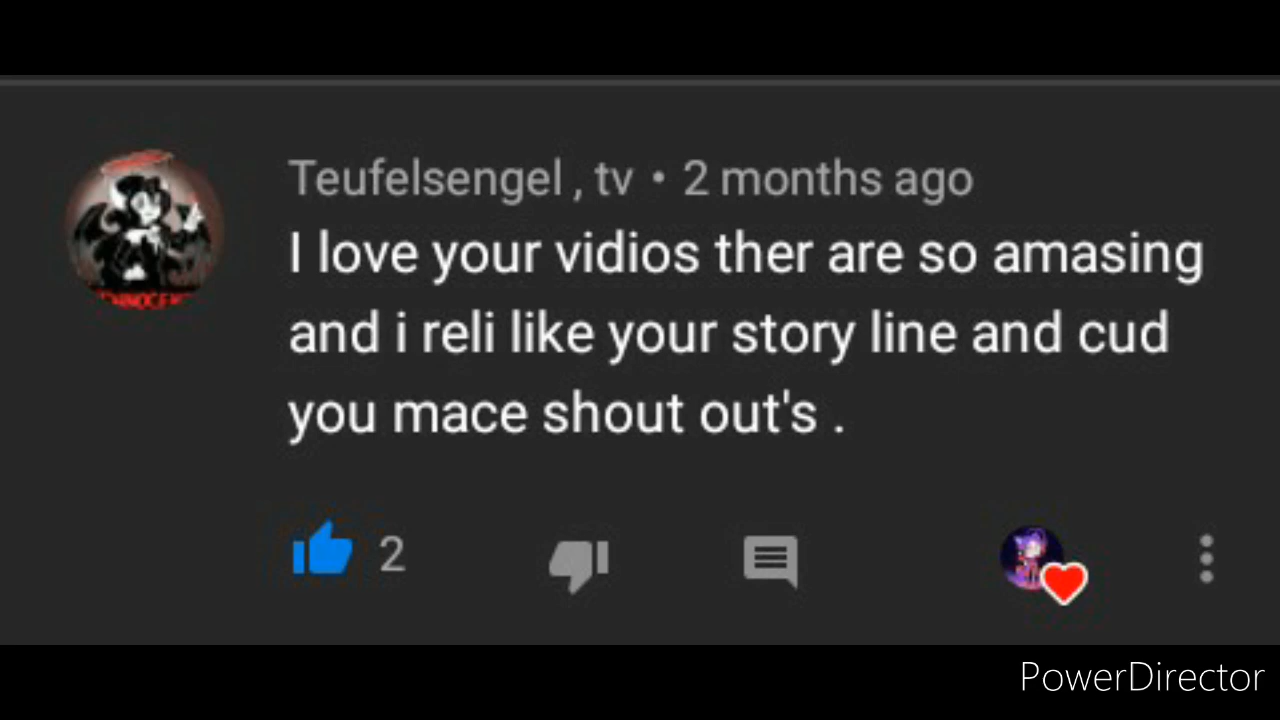 Teufelsengel , tv • 2 months ago
I love your vidios ther are so amasing
and i reli like your story line and cud
you mace shout out's .
2
PowerDirector